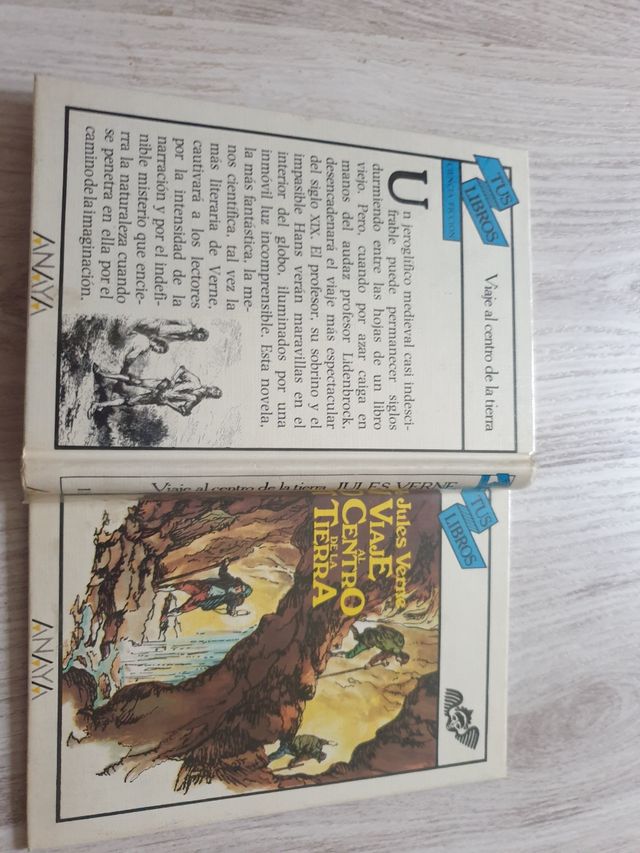 TUS
LIBROS
CIENCIA FICCIÓN
Viaje al centro de la tierra
Un jeroglífico medieval casi indesci-
frable puede permanecer siglos
durmiendo entre las hojas de un libro
viejo. Pero, cuando por azar caiga en
manos del audaz profesor Lidenbrock,
desencadenará el viaje más espectacular
del siglo XIX. El profesor, su sobrino y el
impasible Hans verán maravillas en el
interior del globo, iluminados por una
inmóvil luz incomprensible. Esta novela,
la más fantástica, la me-
nos científica, tal vez la
más literaria de Verne,
cautivará a los lectores
por la intensidad de la
narración y por el indefi-
nible misterio que encie-
rra la naturaleza cuando
se penetra en ella por el
camino de la imaginación.
ANAYA
Viaje al centro de la tierra JULES VERNE
1
TUS
LIBROS
Jules Verne
VIAJE
AL
CENTRO
DE LA
TIERRA
ANAYA